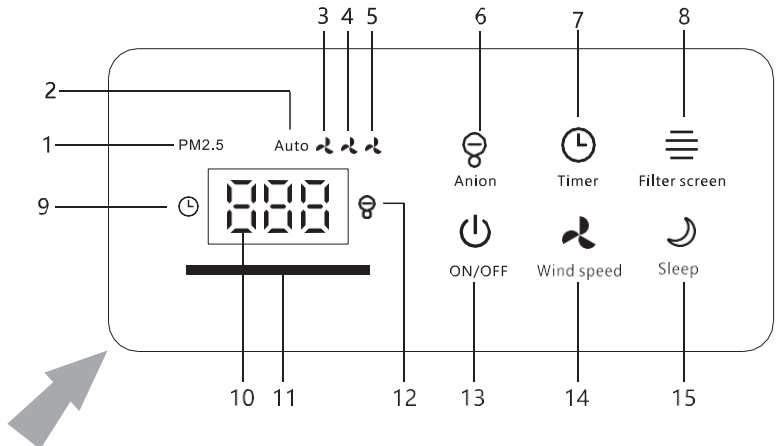 3 4 5 6 7 8
2
1 PM2.5 Auto
Anion Timer Filter screen
9 888
ON/OFF Wind speed Sleep
10 11 12 13 14 15